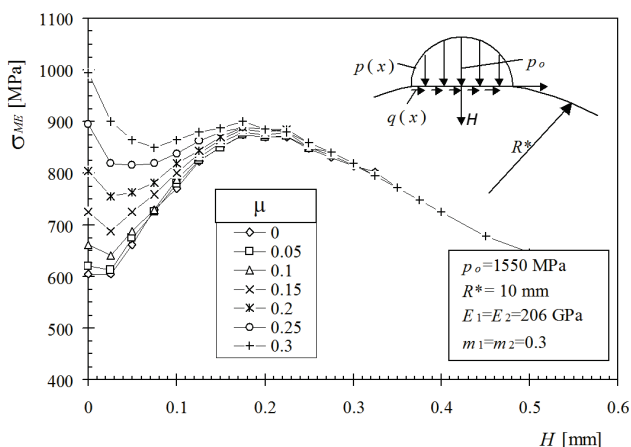 σME [MPa]
1100
1000
900
800
700
600
500
400
0
0.1
0.2
0.3
0.4
0.5
0.6
H [mm]
p(x)
po
q(x)
H
R*
μ
0
0.05
0.1
0.15
0.2
0.25
0.3
po=1550 MPa
R*= 10 mm
E1=E2=206 GPa
m1=m2=0.3